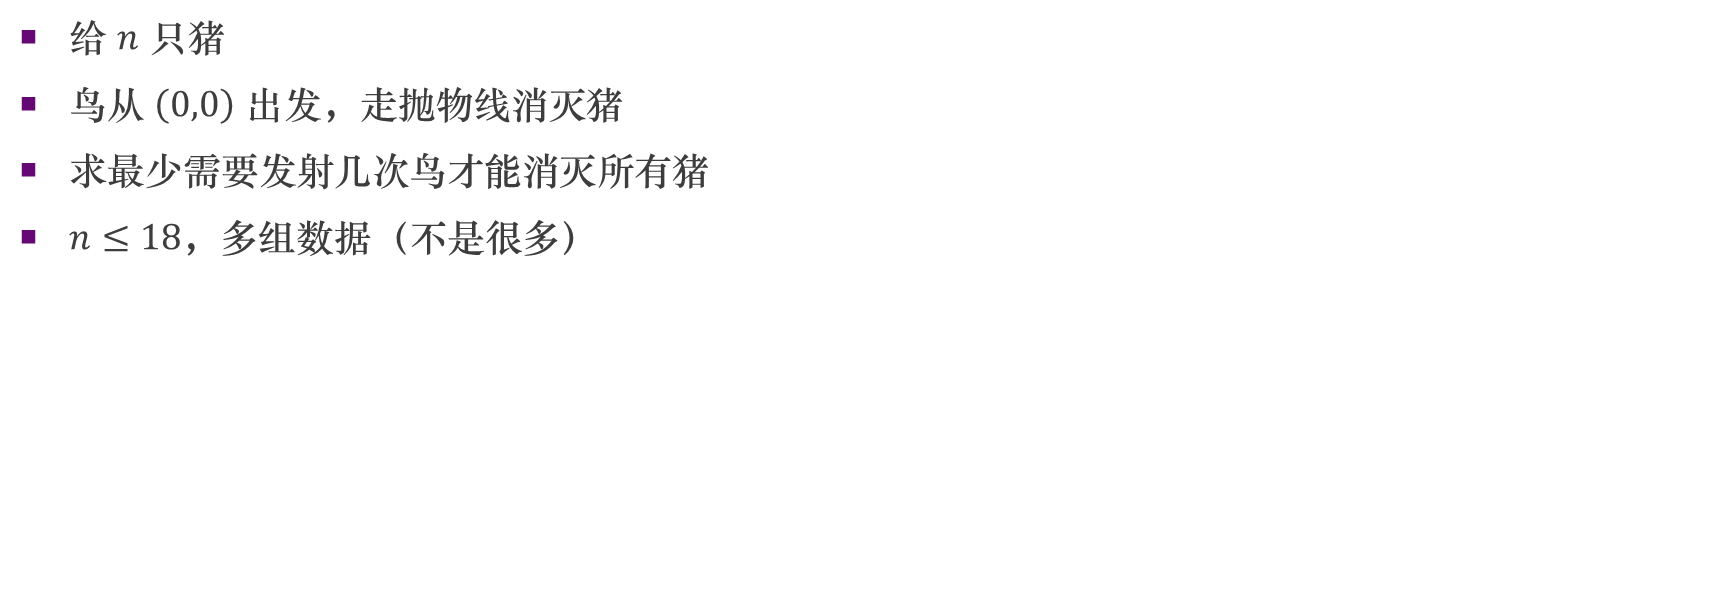 ▪ 给 n 只猪
▪ 鸟从 (0,0) 出发，走抛物线消灭猪
▪ 求最少需要发射几次鸟才能消灭所有猪
▪ n ≤ 18，多组数据（不是很多）